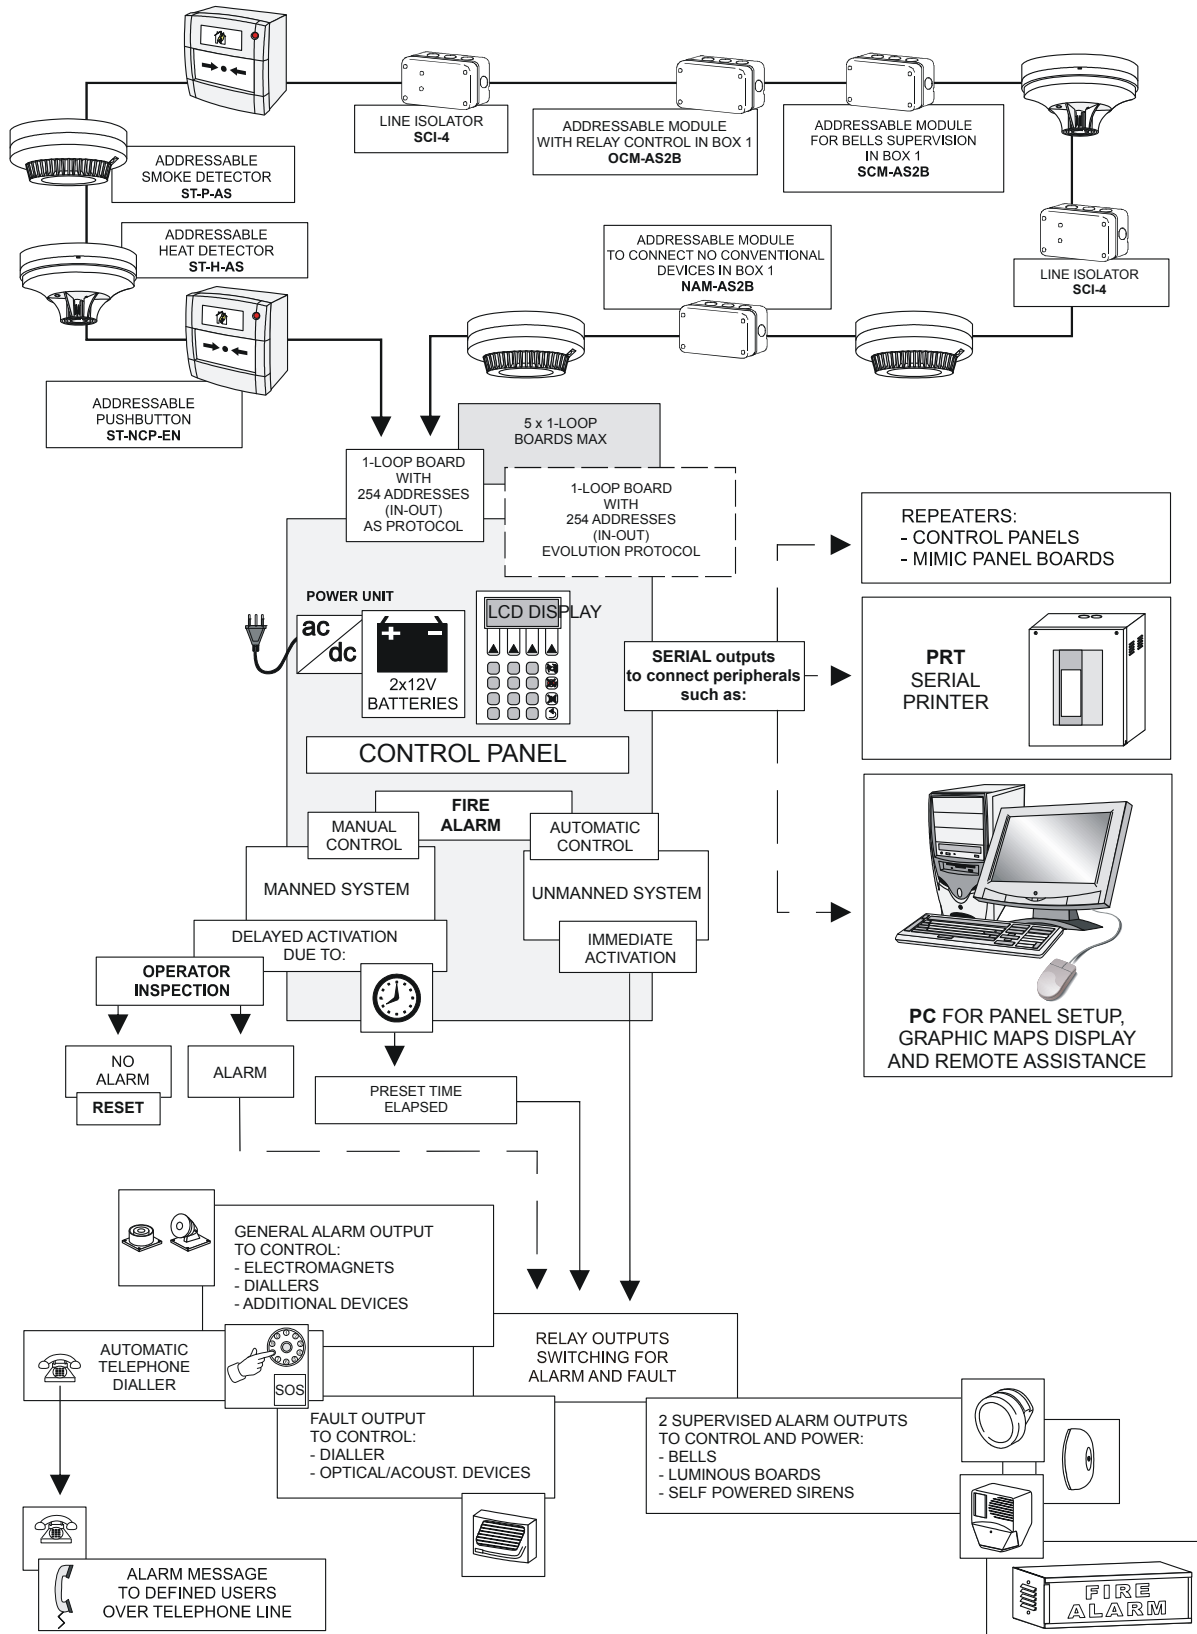 LINE ISOLATOR
SCI-4
ADDRESSABLE MODULE
WITH RELAY CONTROL IN BOX 1
OCM-AS2B
ADDRESSABLE MODULE
FOR BELLS SUPERVISION
IN BOX 1
SCM-AS2B
ADDRESSABLE
SMOKE DETECTOR
ST-P-AS
ADDRESSABLE
HEAT DETECTOR
ST-H-AS
ADDRESSABLE MODULE
TO CONNECT NO CONVENTIONAL
DEVICES IN BOX 1
NAM-AS2B
LINE ISOLATOR
SCI-4
ADDRESSABLE
PUSHBUTTON
ST-NCP-EN
5 x 1-LOOP
BOARDS MAX
1-LOOP BOARD
WITH
254 ADDRESSES
(IN-OUT)
AS PROTOCOL
1-LOOP BOARD
WITH
254 ADDRESSES
(IN-OUT)
EVOLUTION PROTOCOL
REPEATERS:
- CONTROL PANELS
- MIMIC PANEL BOARDS
POWER UNIT
ac
dc
+ -
2x12V
BATTERIES
LCD DISPLAY
SERIAL outputs
to connect peripherals
such as:
PRT
SERIAL
PRINTER
CONTROL PANEL
FIRE
ALARM
MANUAL
CONTROL
AUTOMATIC
CONTROL
MANNED SYSTEM
UNMANNED SYSTEM
DELAYED ACTIVATION
DUE TO:
IMMEDIATE
ACTIVATION
OPERATOR
INSPECTION
PC FOR PANEL SETUP,
GRAPHIC MAPS DISPLAY
AND REMOTE ASSISTANCE
NO
ALARM
RESET
ALARM
PRESET TIME
ELAPSED
GENERAL ALARM OUTPUT
TO CONTROL:
- ELECTROMAGNETS
- DIALLERS
- ADDITIONAL DEVICES
AUTOMATIC
TELEPHONE
DIALLER
SOS
RELAY OUTPUTS
SWITCHING FOR
ALARM AND FAULT
FAULT OUTPUT
TO CONTROL:
- DIALLER
- OPTICAL/ACOUST. DEVICES
2 SUPERVISED ALARM OUTPUTS
TO CONTROL AND POWER:
- BELLS
- LUMINOUS BOARDS
- SELF POWERED SIRENS
ALARM MESSAGE
TO DEFINED USERS
OVER TELEPHONE LINE
FIRE
ALARM